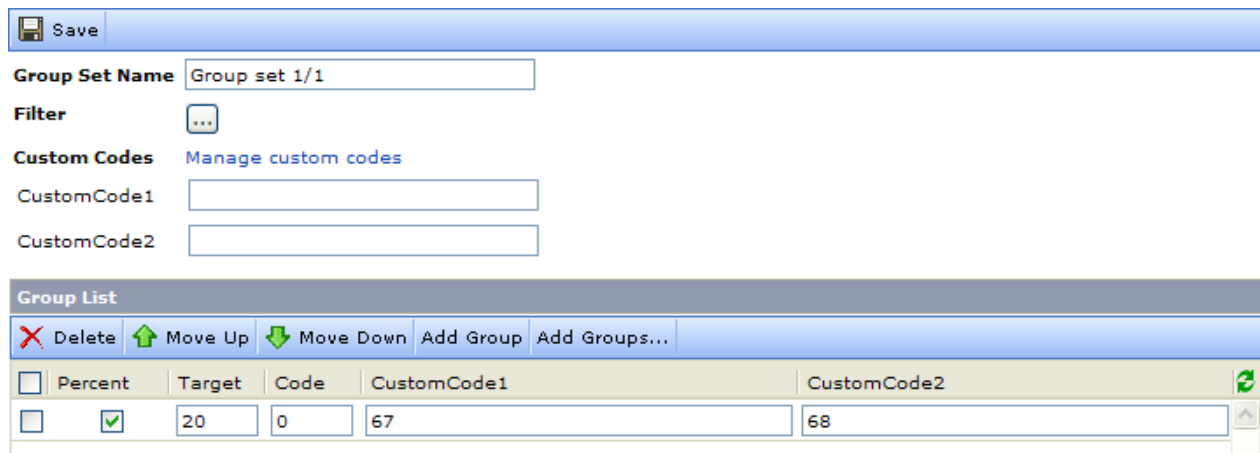 Save
Group Set Name Group set 1/1
Filter ...
Custom Codes Manage custom codes
CustomCode1
CustomCode2
Group List
Delete Move Up Move Down Add Group Add Groups...
Percent Target Code CustomCode1 CustomCode2
20 0 67 68